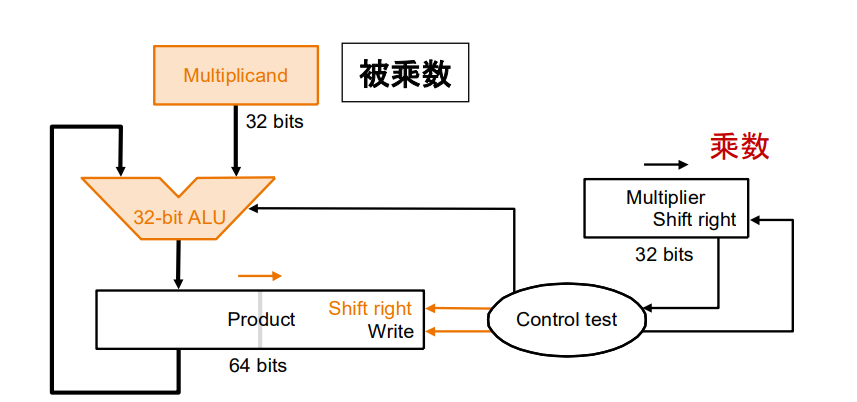 Multiplicand
被乘数
32 bits
乘数
Multiplier
Shift right
32-bit ALU
32 bits
Shift right
Product
Write
Control test
64 bits